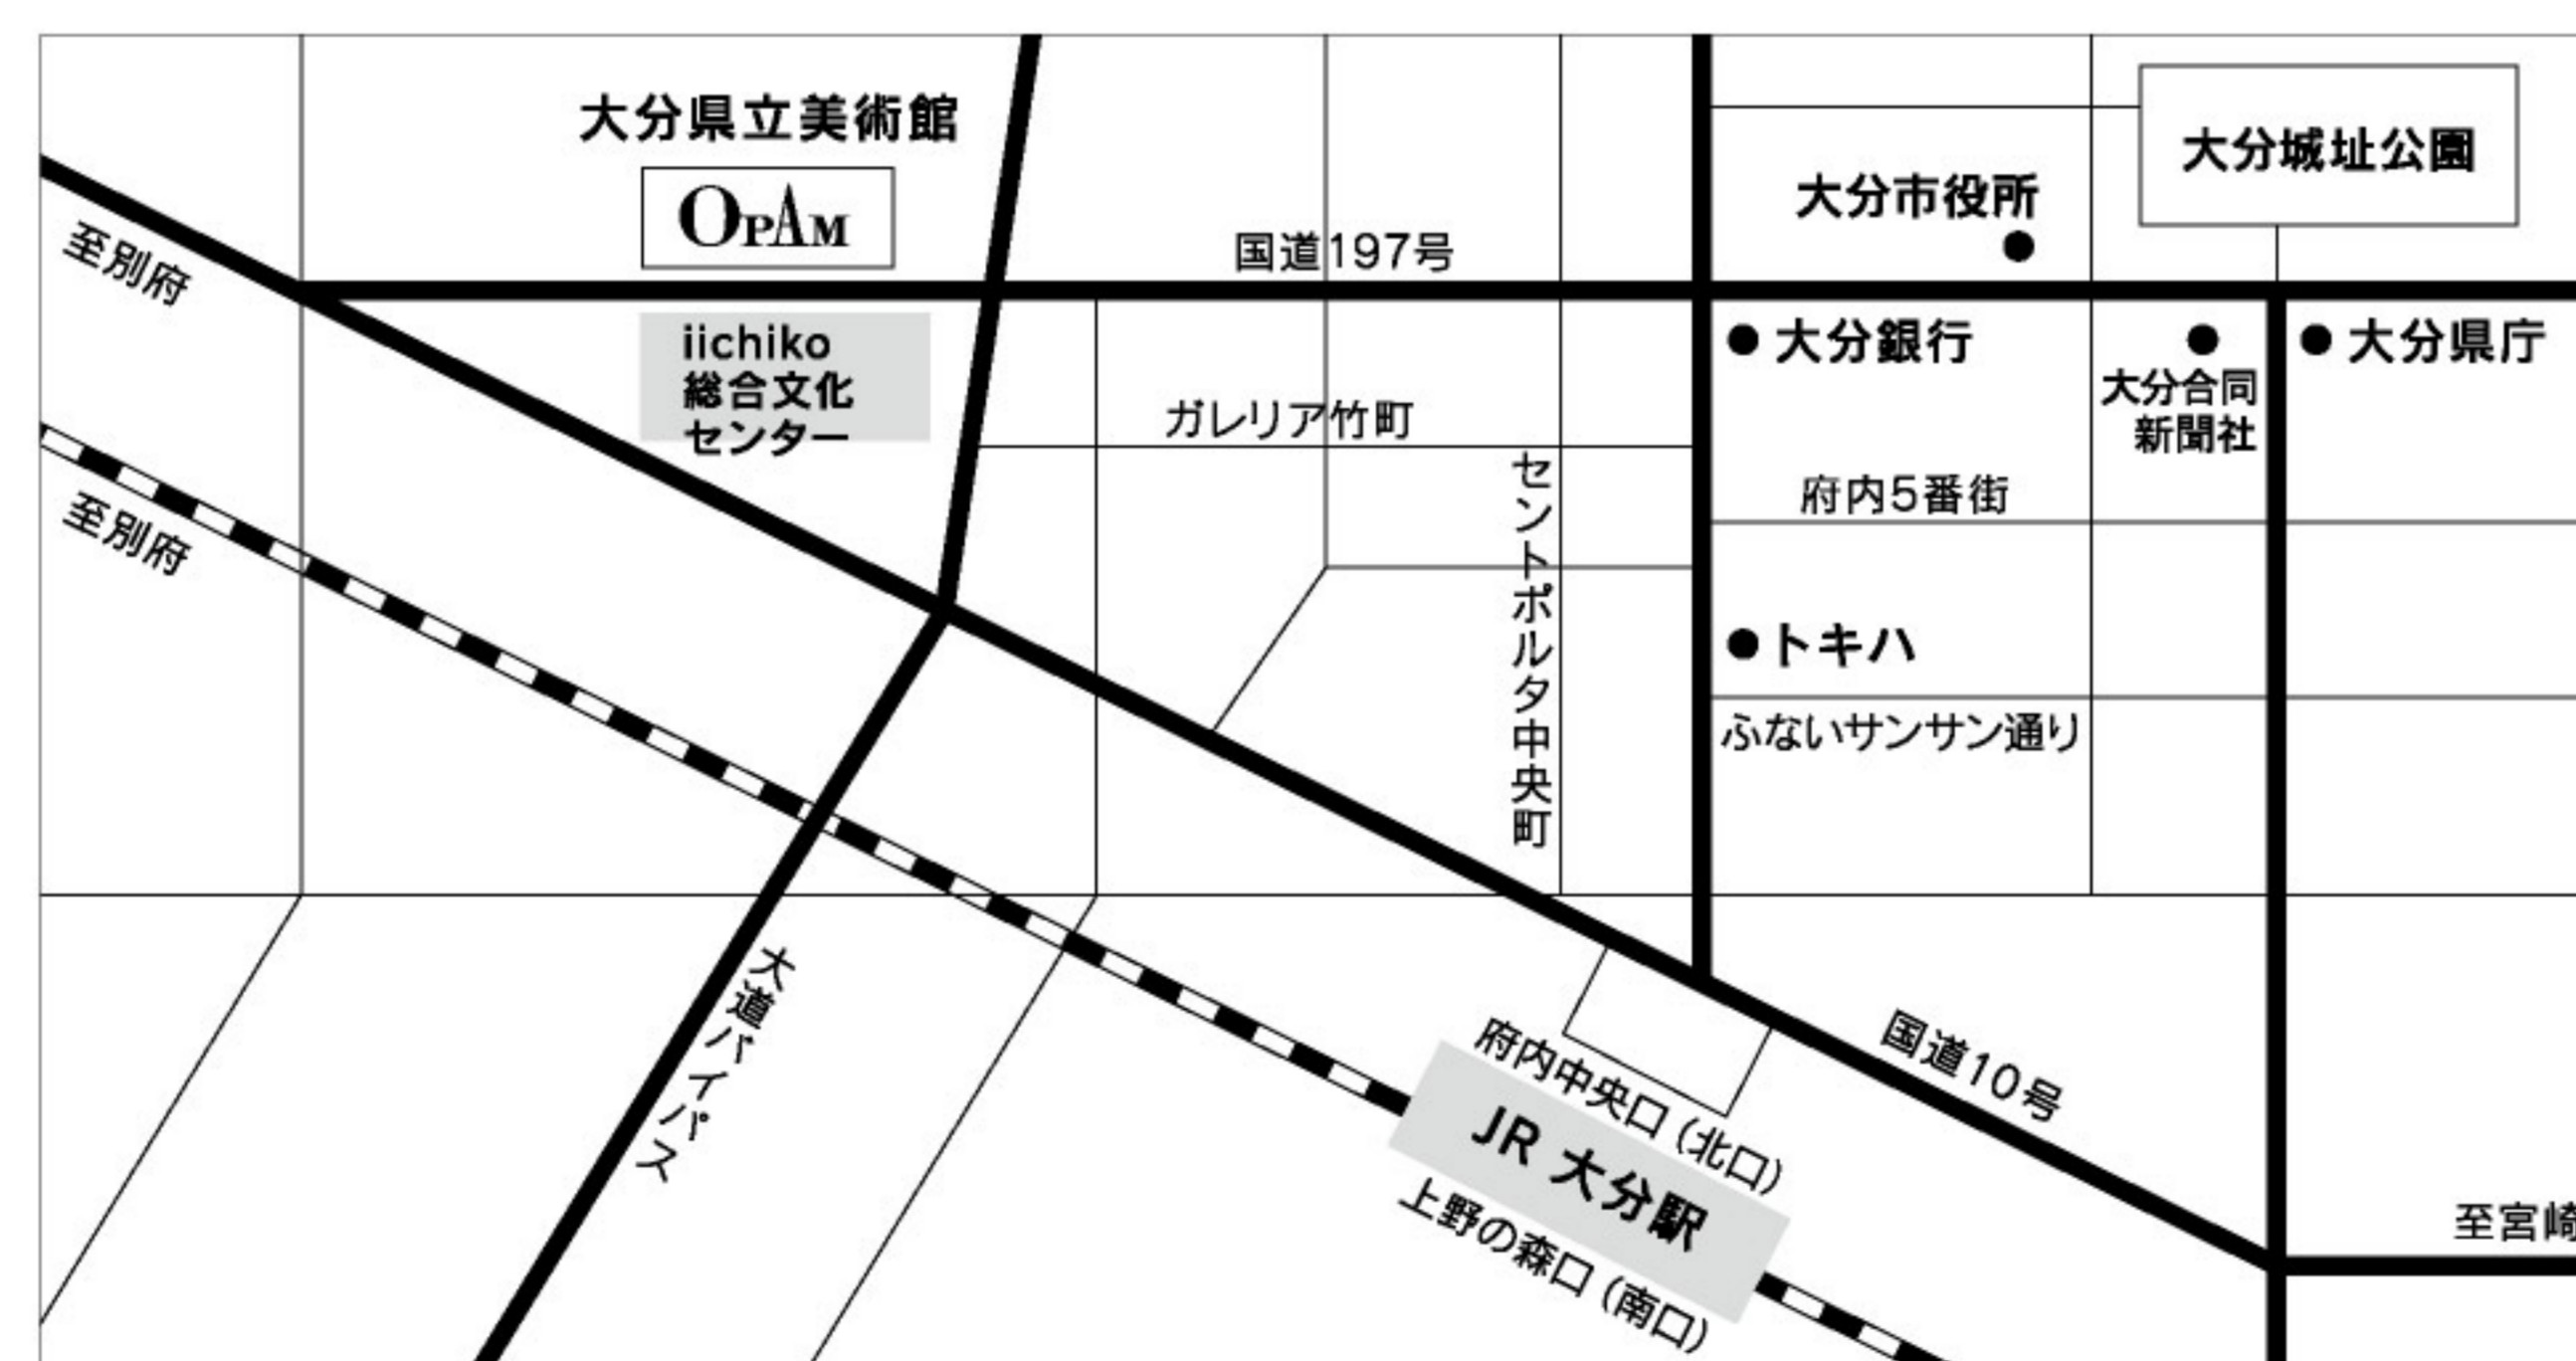 大分県立美術館
OPAM
大分城址公園
大分市役所
国道197号
至別府
iichiko
総合文化
センター
大分銀行
大分合同
新聞社
大分県庁
ガレリア竹町
セントポルタ中央町
府内5番街
至別府
トキハ
ふないサンサン通り
大道バイパス
国道10号
府内中央口(北口)
JR 大分駅
上野の森口(南口)
至宮崎